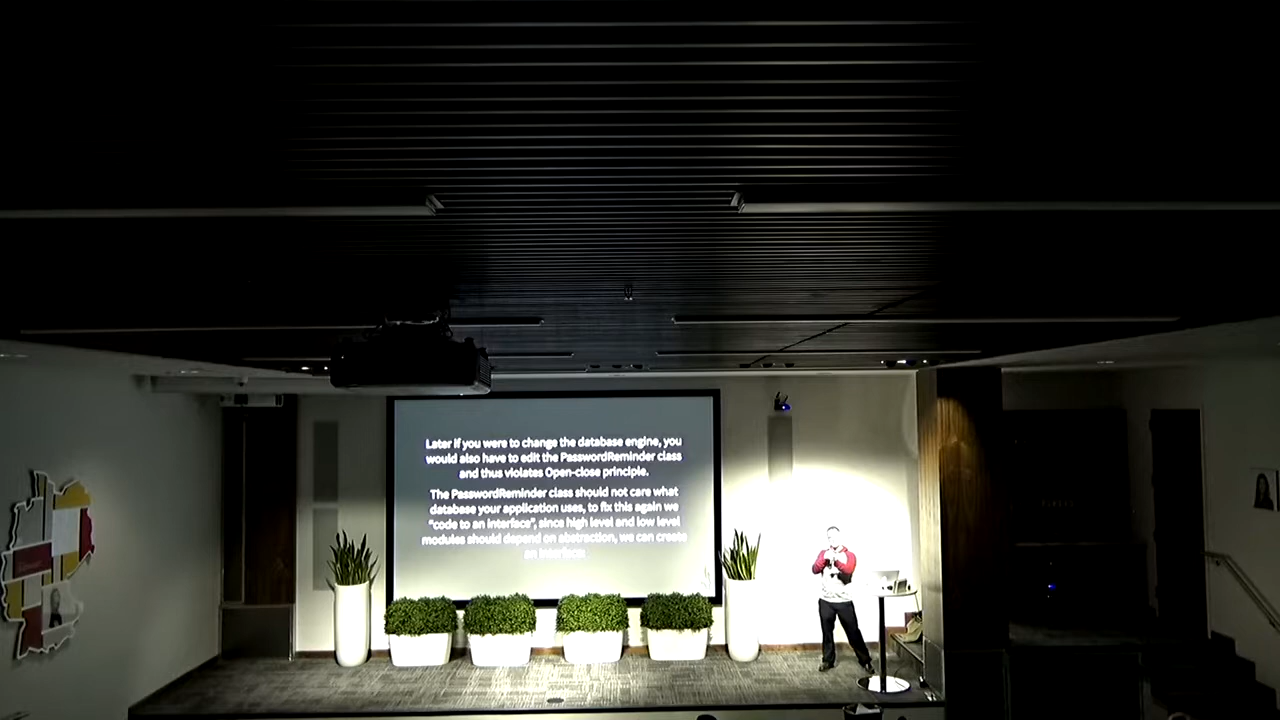 Later if you were to change the database engine, you
would also have to edit the PasswordReminder class
and thus violates Open-close principle.
The PasswordReminder class should not care what
database your application uses, to fix this again we
"code to an interface", since high level and low level
modules should depend on abstraction, we can create
an interface